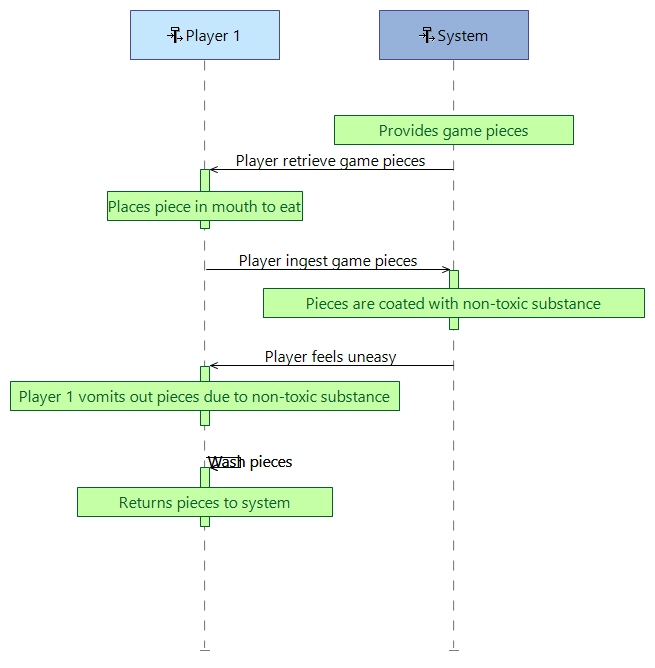 Player 1
System
Provides game pieces
Player retrieve game pieces
Places piece in mouth to eat
Player ingest game pieces
Pieces are coated with non-toxic substance
Player feels uneasy
Player 1 vomits out pieces due to non-toxic substance
Wash pieces
Returns pieces to system